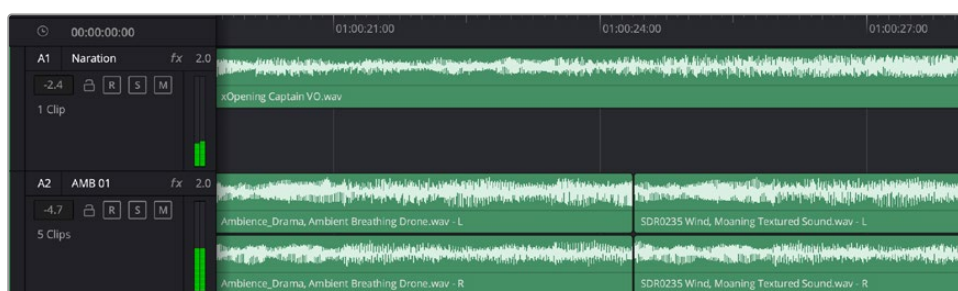 00:00:00:00 01:00:21:00 01:00:24:00 01:00:27:00
A1 Naration fx 2.0
-2.4 R S M
xOpening Captain VO.wav
1 Clip
A2 AMB 01 fx 2.0
-4.7 R S M
Ambience_Drama, Ambient Breathing Drone.wav - L SDR0235 Wind, Moaning Textured Sound.wav - L
5 Clips
Ambience_Drama, Ambient Breathing Drone.wav - R SDR0235 Wind, Moaning Textured Sound.wav - R